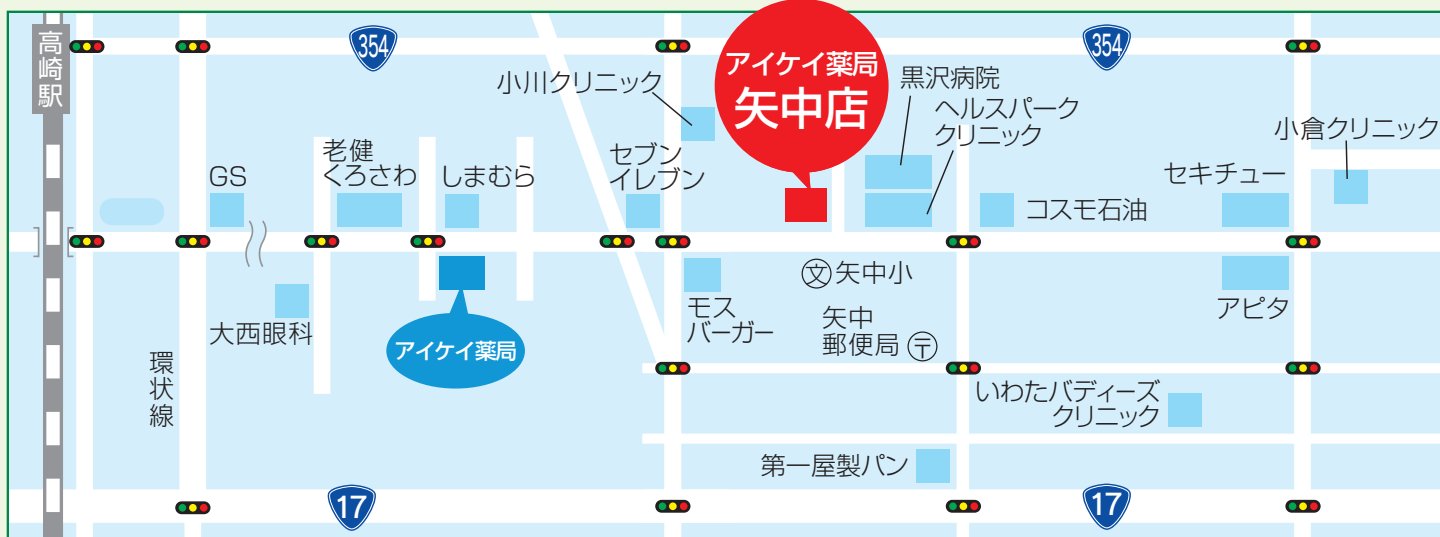 高崎駅
354
354
アイケイ薬局
矢中店
小川クリニック
黒沢病院
ヘルスパーク
クリニック
小倉クリニック
GS
老健
くろさわ
しまむら
セブン
イレブン
コスモ石油
セキチュー
大西眼科
アイケイ薬局
モス
バーガー
文 矢中小
矢中
郵便局 〒
アピタ
環状線
いわたバディーズ
クリニック
第一屋製パン
17
17